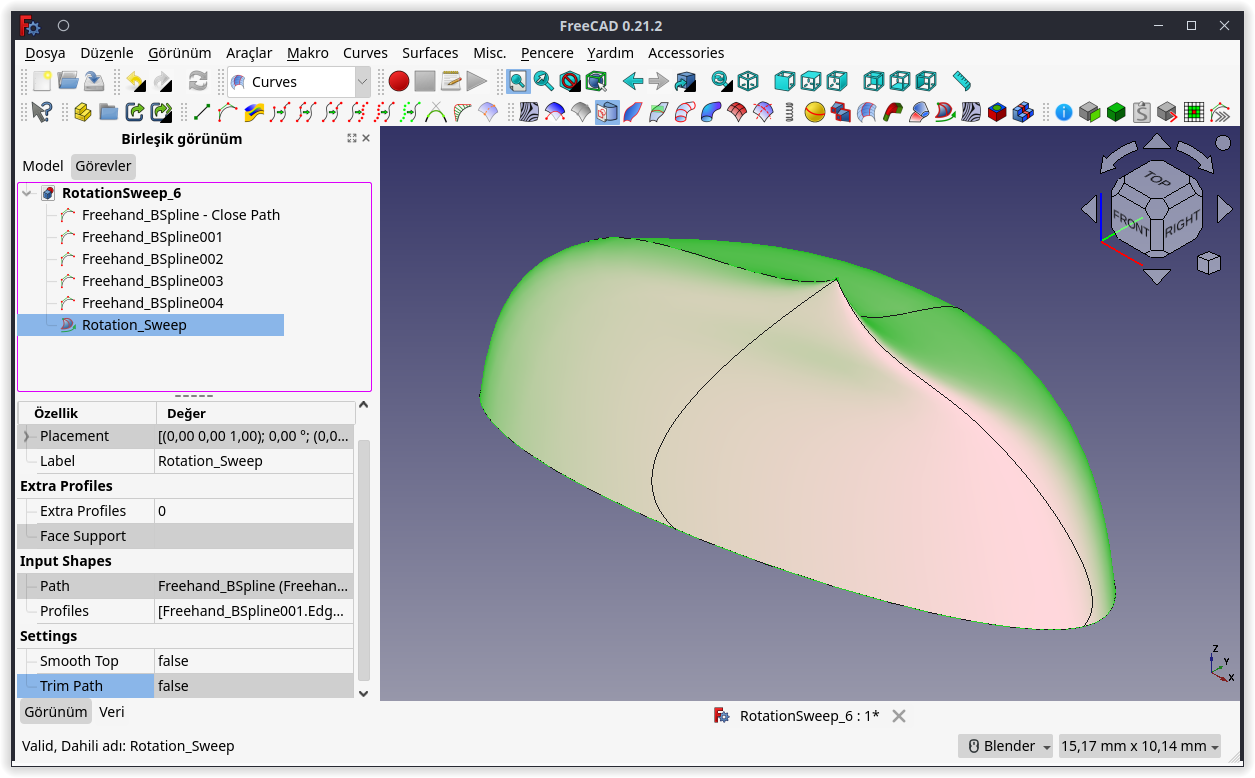 FreeCAD 0.21.2
Dosya Düzenle Görünüm Araçlar Makro Curves Surfaces Misc. Pencere Yardım Accessories
Curves
Birleşik görünüm
Model Görevler
RotationSweep_6
Freehand_BSpline - Close Path
Freehand_BSpline001
Freehand_BSpline002
Freehand_BSpline003
Freehand_BSpline004
Rotation_Sweep
Özellik Değer
Placement [(0,00 0,00 1,00); 0,00 °; (0,0...
Label Rotation_Sweep
Extra Profiles
Extra Profiles 0
Face Support
Input Shapes
Path Freehand_BSpline (Freehan...
Profiles [Freehand_BSpline001.Edg...
Settings
Smooth Top false
Trim Path false
Görünüm Veri
TOP
FRONT RIGHT
Z
Y
X
RotationSweep_6 : 1*
Valid, Dahili adı: Rotation_Sweep
Blender 15,17 mm x 10,14 mm